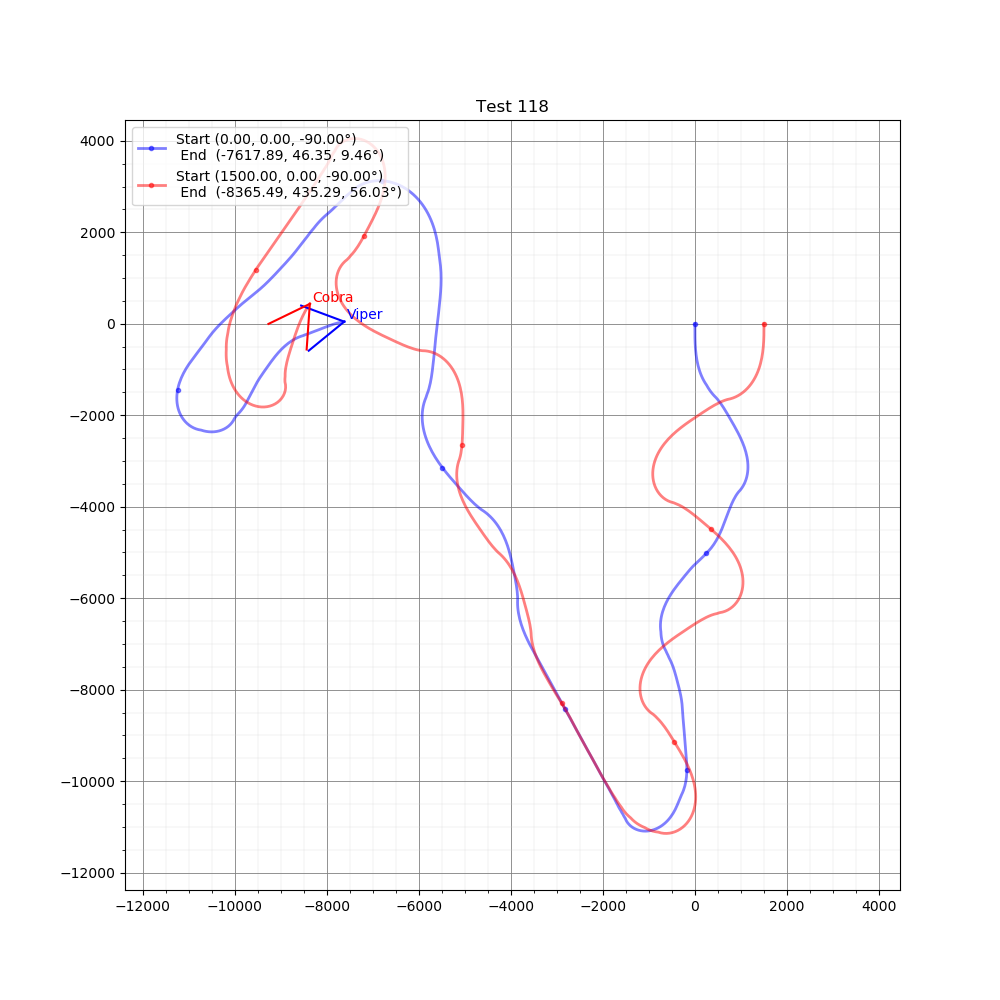 Test 118
Start (0.00, 0.00, -90.00°)
End  (-7617.89, 46.35, 9.46°)
Start (1500.00, 0.00, -90.00°)
End  (-8365.49, 435.29, 56.03°)
4000
2000
0
−2000
−4000
−6000
−8000
−10000
−12000
Cobra
Viper
−12000 −10000 −8000 −6000 −4000 −2000 0 2000 4000